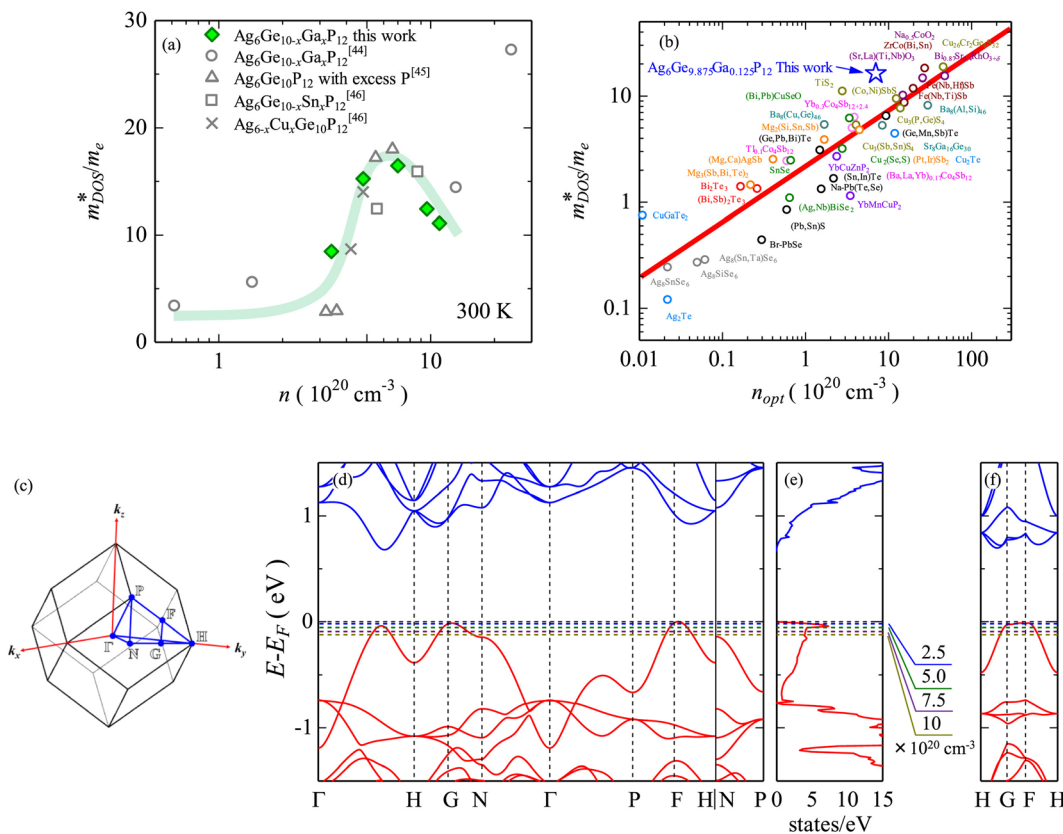 (a)
Ag6Ge10-xGaxP12 this work
Ag6Ge10-xGaxP12[44]
Ag6Ge10P12 with excess P[45]
Ag6Ge10-xSnxP12[46]
Ag6-xCuxGe10P12[46]
30
20
10
0
m*DOS/me
300 K
1
10
n ( 10^20 cm-3)
(b)
Ag6Ge9.875Ga0.125P12 This work
Na0.5CoO2
ZrCo(Bi,Sn)
(Sr,La)(Ti,Nb)O3
TiS2
(Co,Ni)SbS
Fe(Nb,Hf)Sb
Fe(Nb,Ti)Sb
(Bi,Pb)CuSeO
Yb0.3Co4Sb12+2.4
Ba8(Cu,Ge)46
Ba8(Al,Si)46
Mg2(Si,Sn,Sb)
Cu3(P,Ge)S4
(Ge,Pb,Bi)Te
(Ge,Mn,Sb)Te
Tl0.1Co4Sb12
Cu3(Sb,Sn)S4
Sr8Ga16Ge30
(Mg,Ca)AgSb
SnSe
YbCuZnP2
Cu2(Se,S)
(Pt,Ir)Sb2
Cu2Te
Mg3(Sb,Bi,Te)2
(Sn,In)Te
(Ba,La,Yb)0.17Co4Sb12
Bi2Te3
Na-Pb(Te,Se)
(Bi,Sb)2Te3
(Ag,Nb)BiSe2
YbMnCuP2
CuGaTe2
(Pb,Sn)S
Br-PbSe
Ag8(Sn,Ta)Se6
Ag8SnSe6
Ag8SiSe6
Ag2Te
10
1
0.1
m*DOS/me
0.01
0.1
1
10
100
nopt ( 10^20 cm-3)
(c)
kz
P
F
Γ
N
G
H
kx
ky
(d)
(e)
(f)
1
0
-1
E-EF ( eV)
2.5
5.0
7.5
10
×10^20 cm-3
Γ H G N Γ P F H|N P
0 5 10 15
states/eV
H G F H